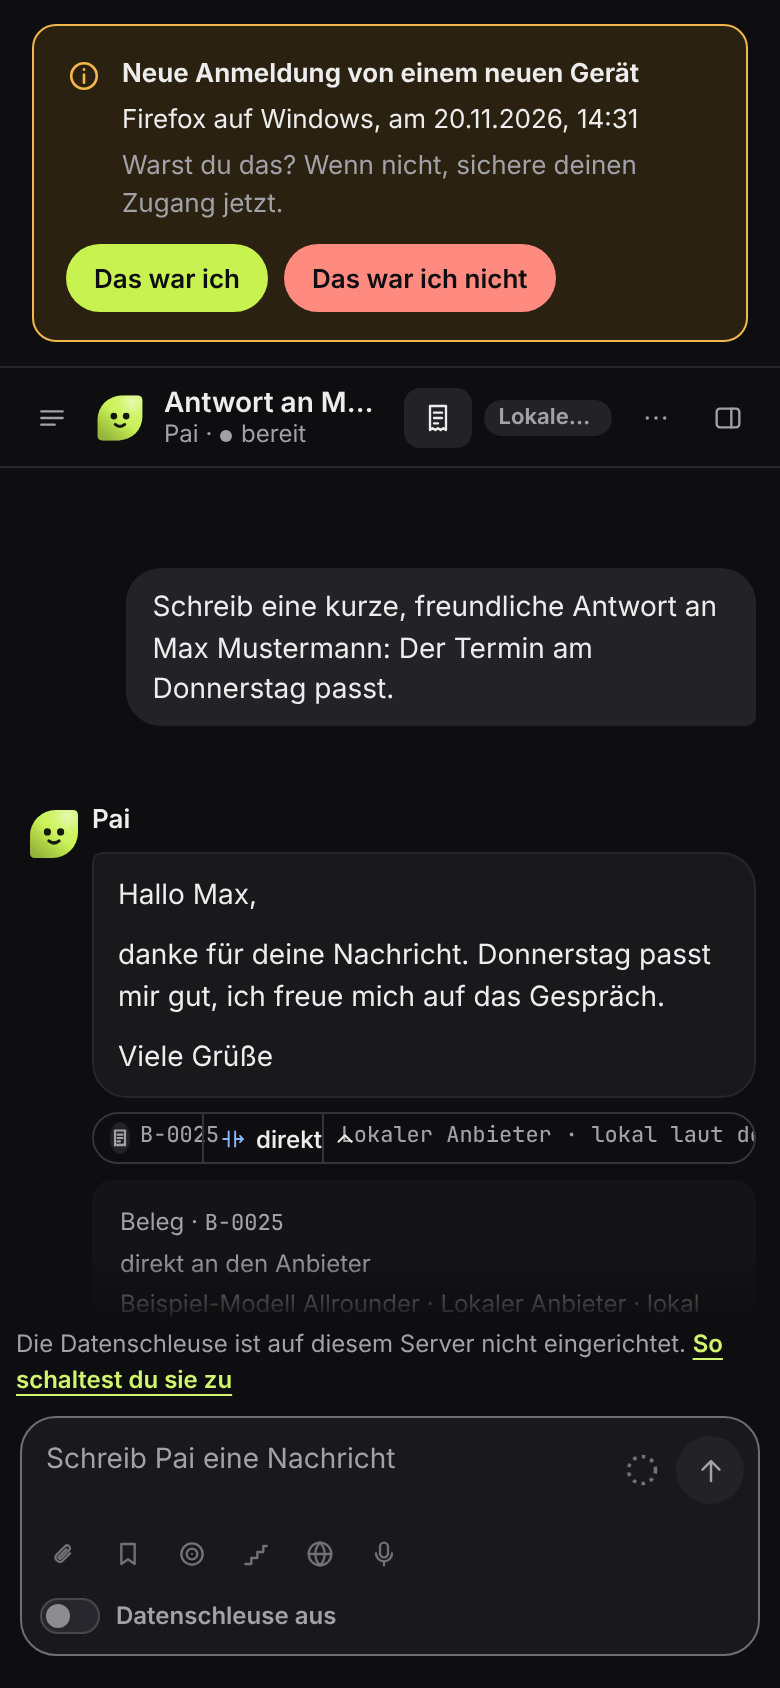 Neue Anmeldung von einem neuen Gerät
Firefox auf Windows, am 20.11.2026, 14:31
Warst du das? Wenn nicht, sichere deinen
Zugang jetzt.
Das war ich
Das war ich nicht
Antwort an M...
Pai · bereit
Lokale...
Schreib eine kurze, freundliche Antwort an
Max Mustermann: Der Termin am
Donnerstag passt.
Pai
Hallo Max,
danke für deine Nachricht. Donnerstag passt
mir gut, ich freue mich auf das Gespräch.
Viele Grüße
B-0025
direkt
Lokaler Anbieter · lokal laut
Beleg · B-0025
direkt an den Anbieter
Beispiel-Modell Allrounder · Lokaler Anbieter · lokal
Die Datenschleuse ist auf diesem Server nicht eingerichtet. So
schaltest du sie zu
Schreib Pai eine Nachricht
Datenschleuse aus